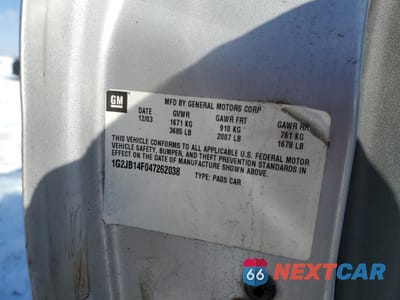 GM
MFD BY GENERAL MOTORS CORP
DATE GVWR GAWR FRT GAWR RR
12/03 1671 KG 910 KG 761 KG
3685 LB 2007 LB 1678 LB
THIS VEHICLE CONFORMS TO ALL APPLICABLE U.S. FEDERAL MOTOR
VEHICLE SAFETY, BUMPER, AND THEFT PREVENTION STANDARDS IN
EFFECT ON THE DATE OF MANUFACTURE SHOWN ABOVE.
1G2JB14F047262038 TYPE: PASS CAR
66 NEXTCAR